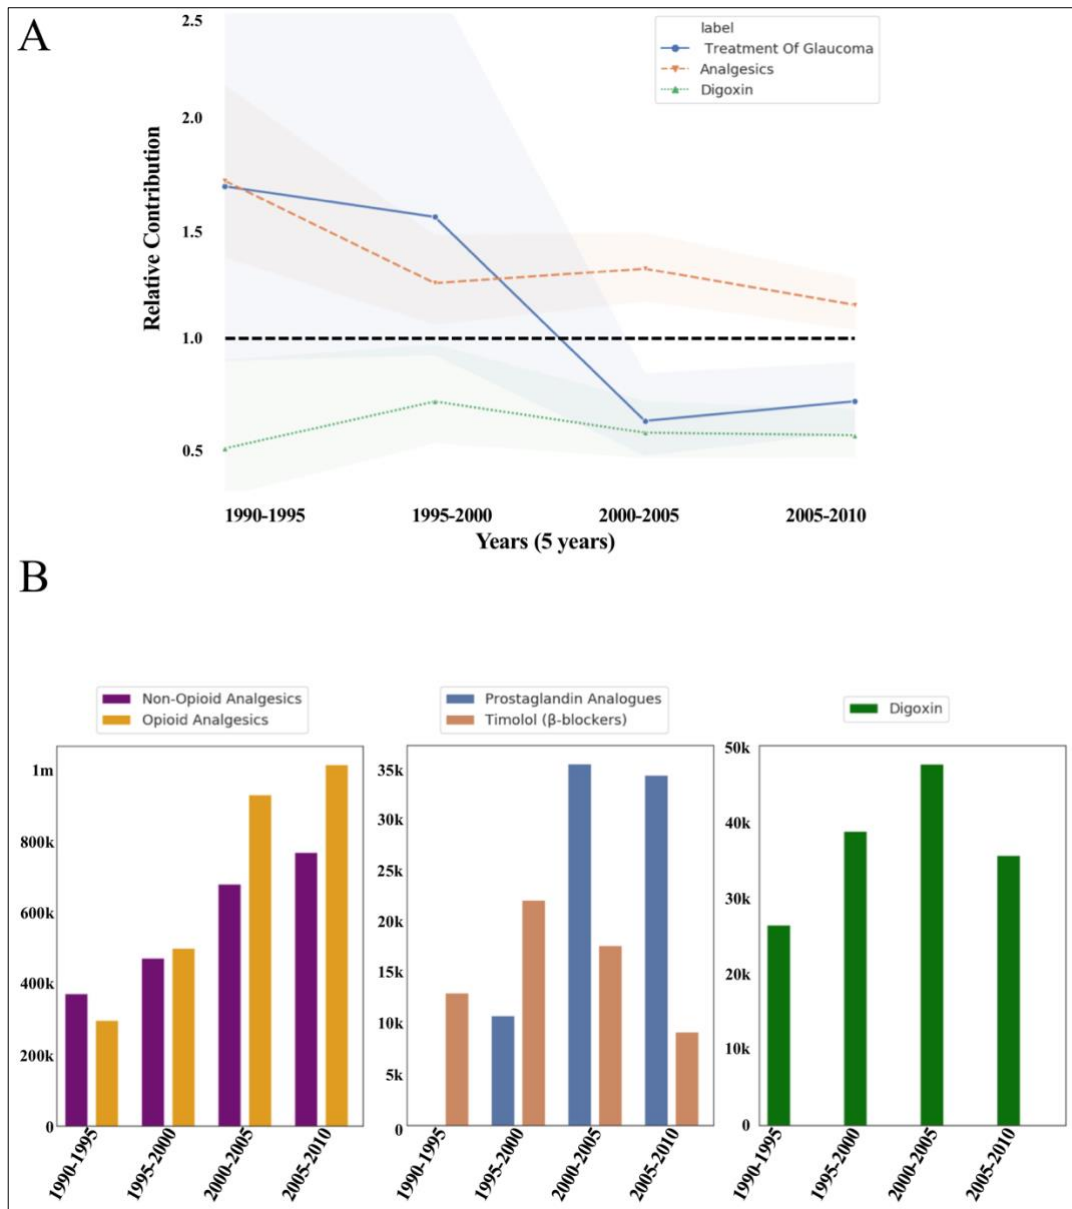 A
label
Treatment Of Glaucoma
Analgesics
Digoxin
Relative Contribution
2.5
2.0
1.5
1.0
0.5
1990-1995 1995-2000 2000-2005 2005-2010
Years (5 years)
B
Non-Opioid Analgesics
Opioid Analgesics
1m
800k
600k
400k
200k
0
1990-1995 1995-2000 2000-2005 2005-2010
Prostaglandin Analogues
Timolol (β-blockers)
35k
30k
25k
20k
15k
10k
5k
0
1990-1995 1995-2000 2000-2005 2005-2010
Digoxin
50k
40k
30k
20k
10k
0
1990-1995 1995-2000 2000-2005 2005-2010